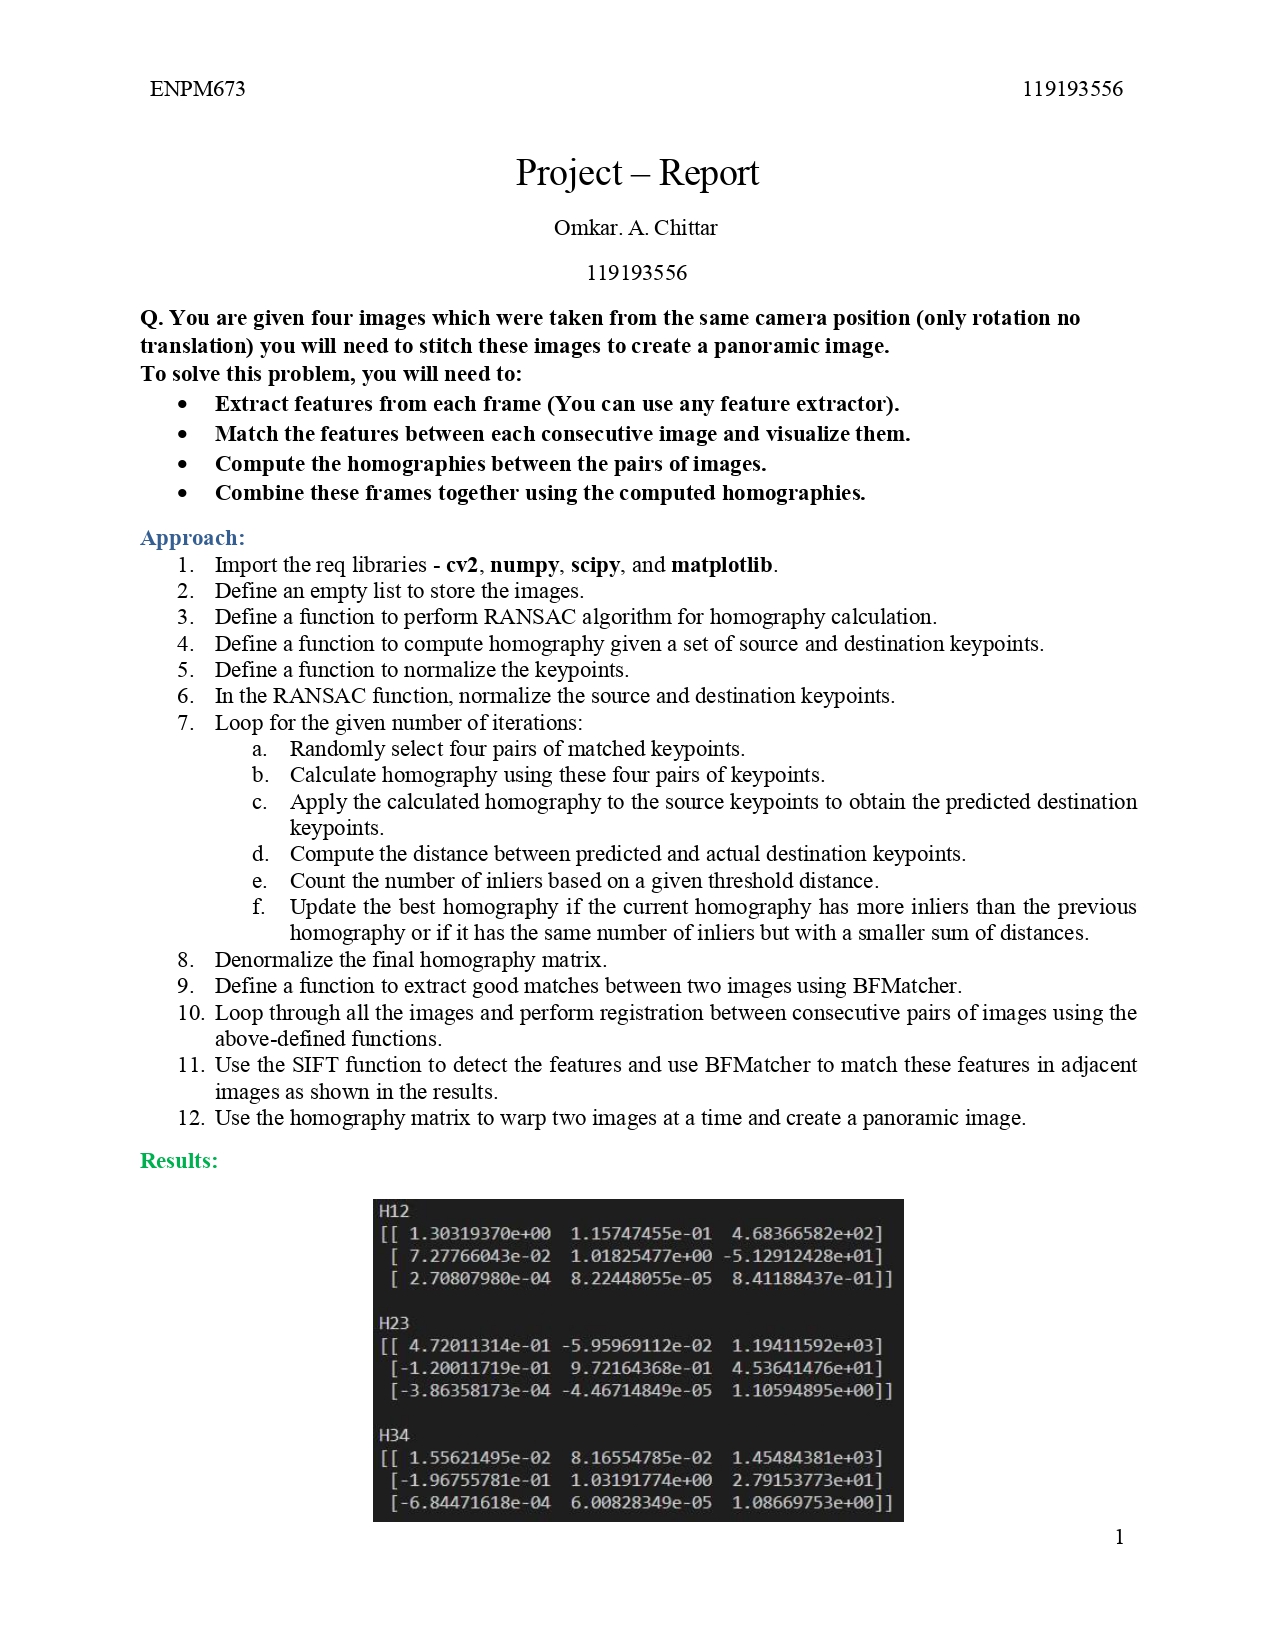 ENPM673 119193556
Project – Report
Omkar. A. Chittar
119193556
Q. You are given four images which were taken from the same camera position (only rotation no
translation) you will need to stitch these images to create a panoramic image.
To solve this problem, you will need to:
• Extract features from each frame (You can use any feature extractor).
• Match the features between each consecutive image and visualize them.
• Compute the homographies between the pairs of images.
• Combine these frames together using the computed homographies.
Approach:
1. Import the req libraries - cv2, numpy, scipy, and matplotlib.
2. Define an empty list to store the images.
3. Define a function to perform RANSAC algorithm for homography calculation.
4. Define a function to compute homography given a set of source and destination keypoints.
5. Define a function to normalize the keypoints.
6. In the RANSAC function, normalize the source and destination keypoints.
7. Loop for the given number of iterations:
a. Randomly select four pairs of matched keypoints.
b. Calculate homography using these four pairs of keypoints.
c. Apply the calculated homography to the source keypoints to obtain the predicted destination
keypoints.
d. Compute the distance between predicted and actual destination keypoints.
e. Count the number of inliers based on a given threshold distance.
f. Update the best homography if the current homography has more inliers than the previous
homography or if it has the same number of inliers but with a smaller sum of distances.
8. Denormalize the final homography matrix.
9. Define a function to extract good matches between two images using BFMatcher.
10. Loop through all the images and perform registration between consecutive pairs of images using the
above-defined functions.
11. Use the SIFT function to detect the features and use BFMatcher to match these features in adjacent
images as shown in the results.
12. Use the homography matrix to warp two images at a time and create a panoramic image.
Results:
H12
[[ 1.30319370e+00 1.15747455e-01 4.68366582e+02]
[ 7.27766043e-02 1.01825477e+00 -5.12912428e+01]
[ 2.70807980e-04 8.22448055e-05 8.41188437e-01]]
H23
[[ 4.72011314e-01 -5.95969112e-02 1.19411592e+03]
[-1.20011719e-01 9.72164368e-01 4.53641476e+01]
[-3.86358173e-04 -4.46714849e-05 1.10594895e+00]]
H34
[[ 1.55621495e-02 8.16554785e-02 1.45484381e+03]
[-1.96755781e-01 1.03191774e+00 2.79153773e+01]
[-6.84471618e-04 6.00828349e-05 1.08669753e+00]]
1